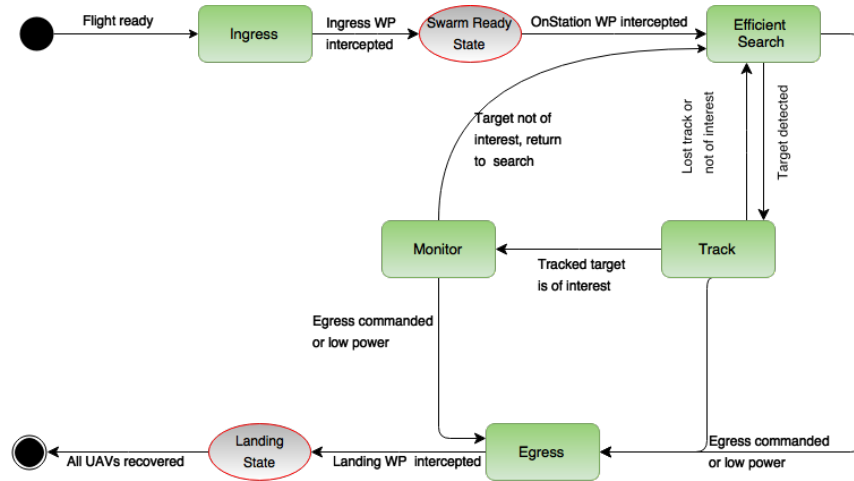 Flight ready
Ingress
Ingress WP
intercepted
Swarm Ready
State
OnStation WP intercepted
Efficient
Search
Target not of
interest, return
to search
Lost track or
not of interest
Target detected
Monitor
Tracked target
is of interest
Track
Egress commanded
or low power
Landing
State
All UAVs recovered
Landing WP intercepted
Egress
Egress commanded
or low power